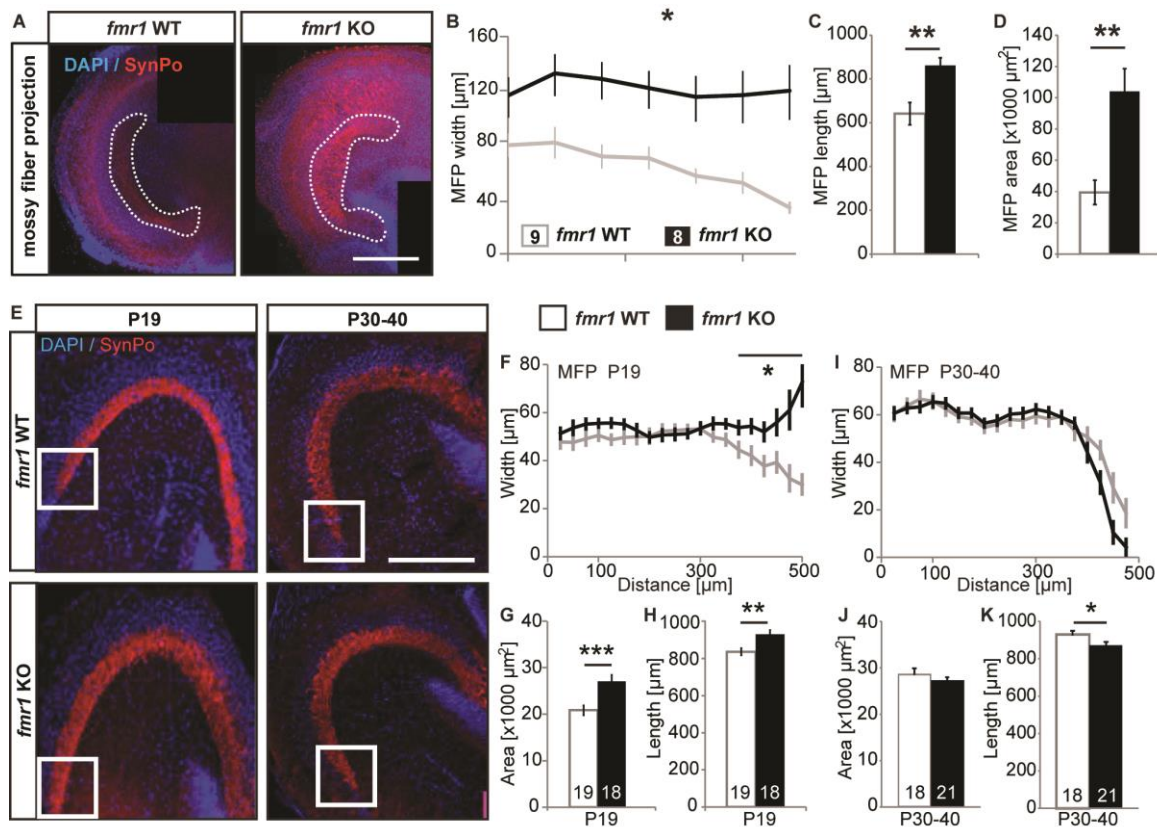 A
fmr1 WT
fmr1 KO
mossy fiber projection
DAPI / SynPo
B
*
MFP width [µm]
160
120
80
40
0
9 fmr1 WT
8 fmr1 KO
C
**
MFP length [µm]
1000
800
600
400
200
0
D
**
MFP area [x1000 µm²]
140
120
100
80
60
40
20
0
E
P19
P30-40
fmr1 WT
DAPI / SynPo
fmr1 KO
fmr1 WT
fmr1 KO
F
MFP P19
*
Width [µm]
80
60
40
20
0
100
300
500
Distance [µm]
I
MFP P30-40
Width [µm]
80
60
40
20
0
100
300
500
Distance [µm]
G
***
Area [x1000 µm²]
40
30
20
10
0
19
18
P19
H
**
Length [µm]
1000
800
600
400
200
0
19
18
P19
J
Area [x1000 µm²]
40
30
20
10
0
18
21
P30-40
K
*
Length [µm]
1000
800
600
400
200
0
18
21
P30-40